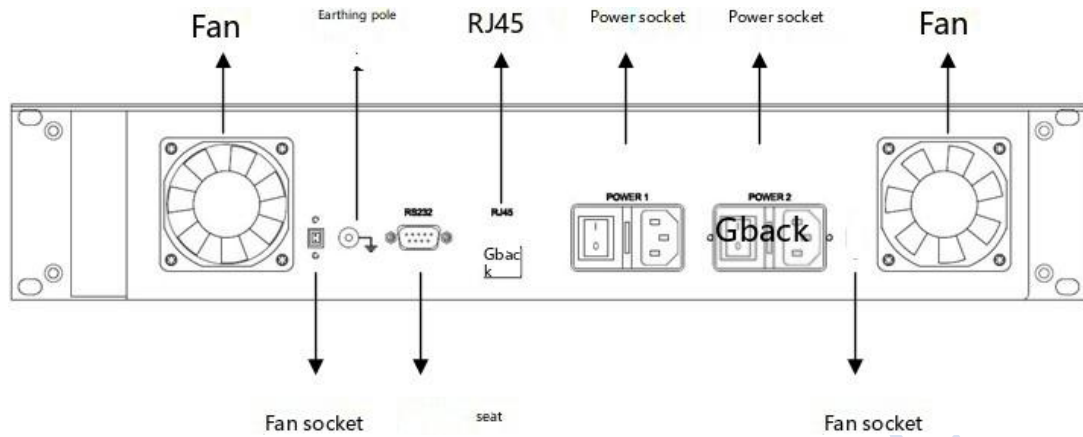 Fan
Earthing pole
RJ45
Power socket
Power socket
Fan
RS232
RJ45
POWER 1
POWER 2
Gbac
k
Gback
Fan socket
seat
Fan socket